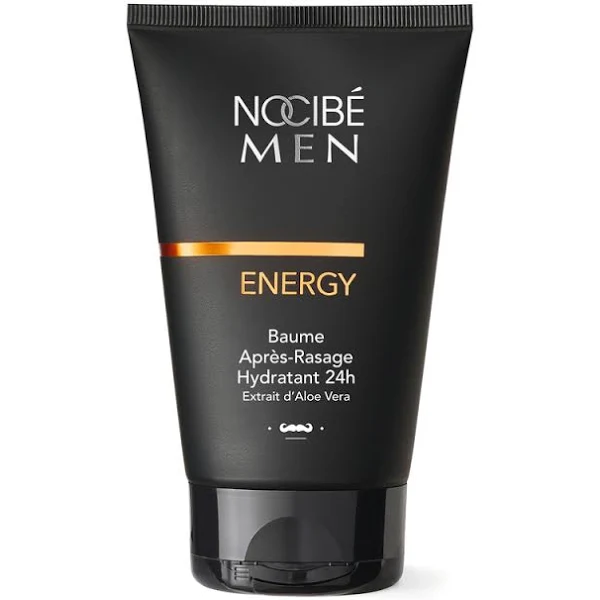 NOCIBÉ
MEN
ENERGY
Baume
Après-Rasage
Hydratant 24h
Extrait d'Aloe Vera